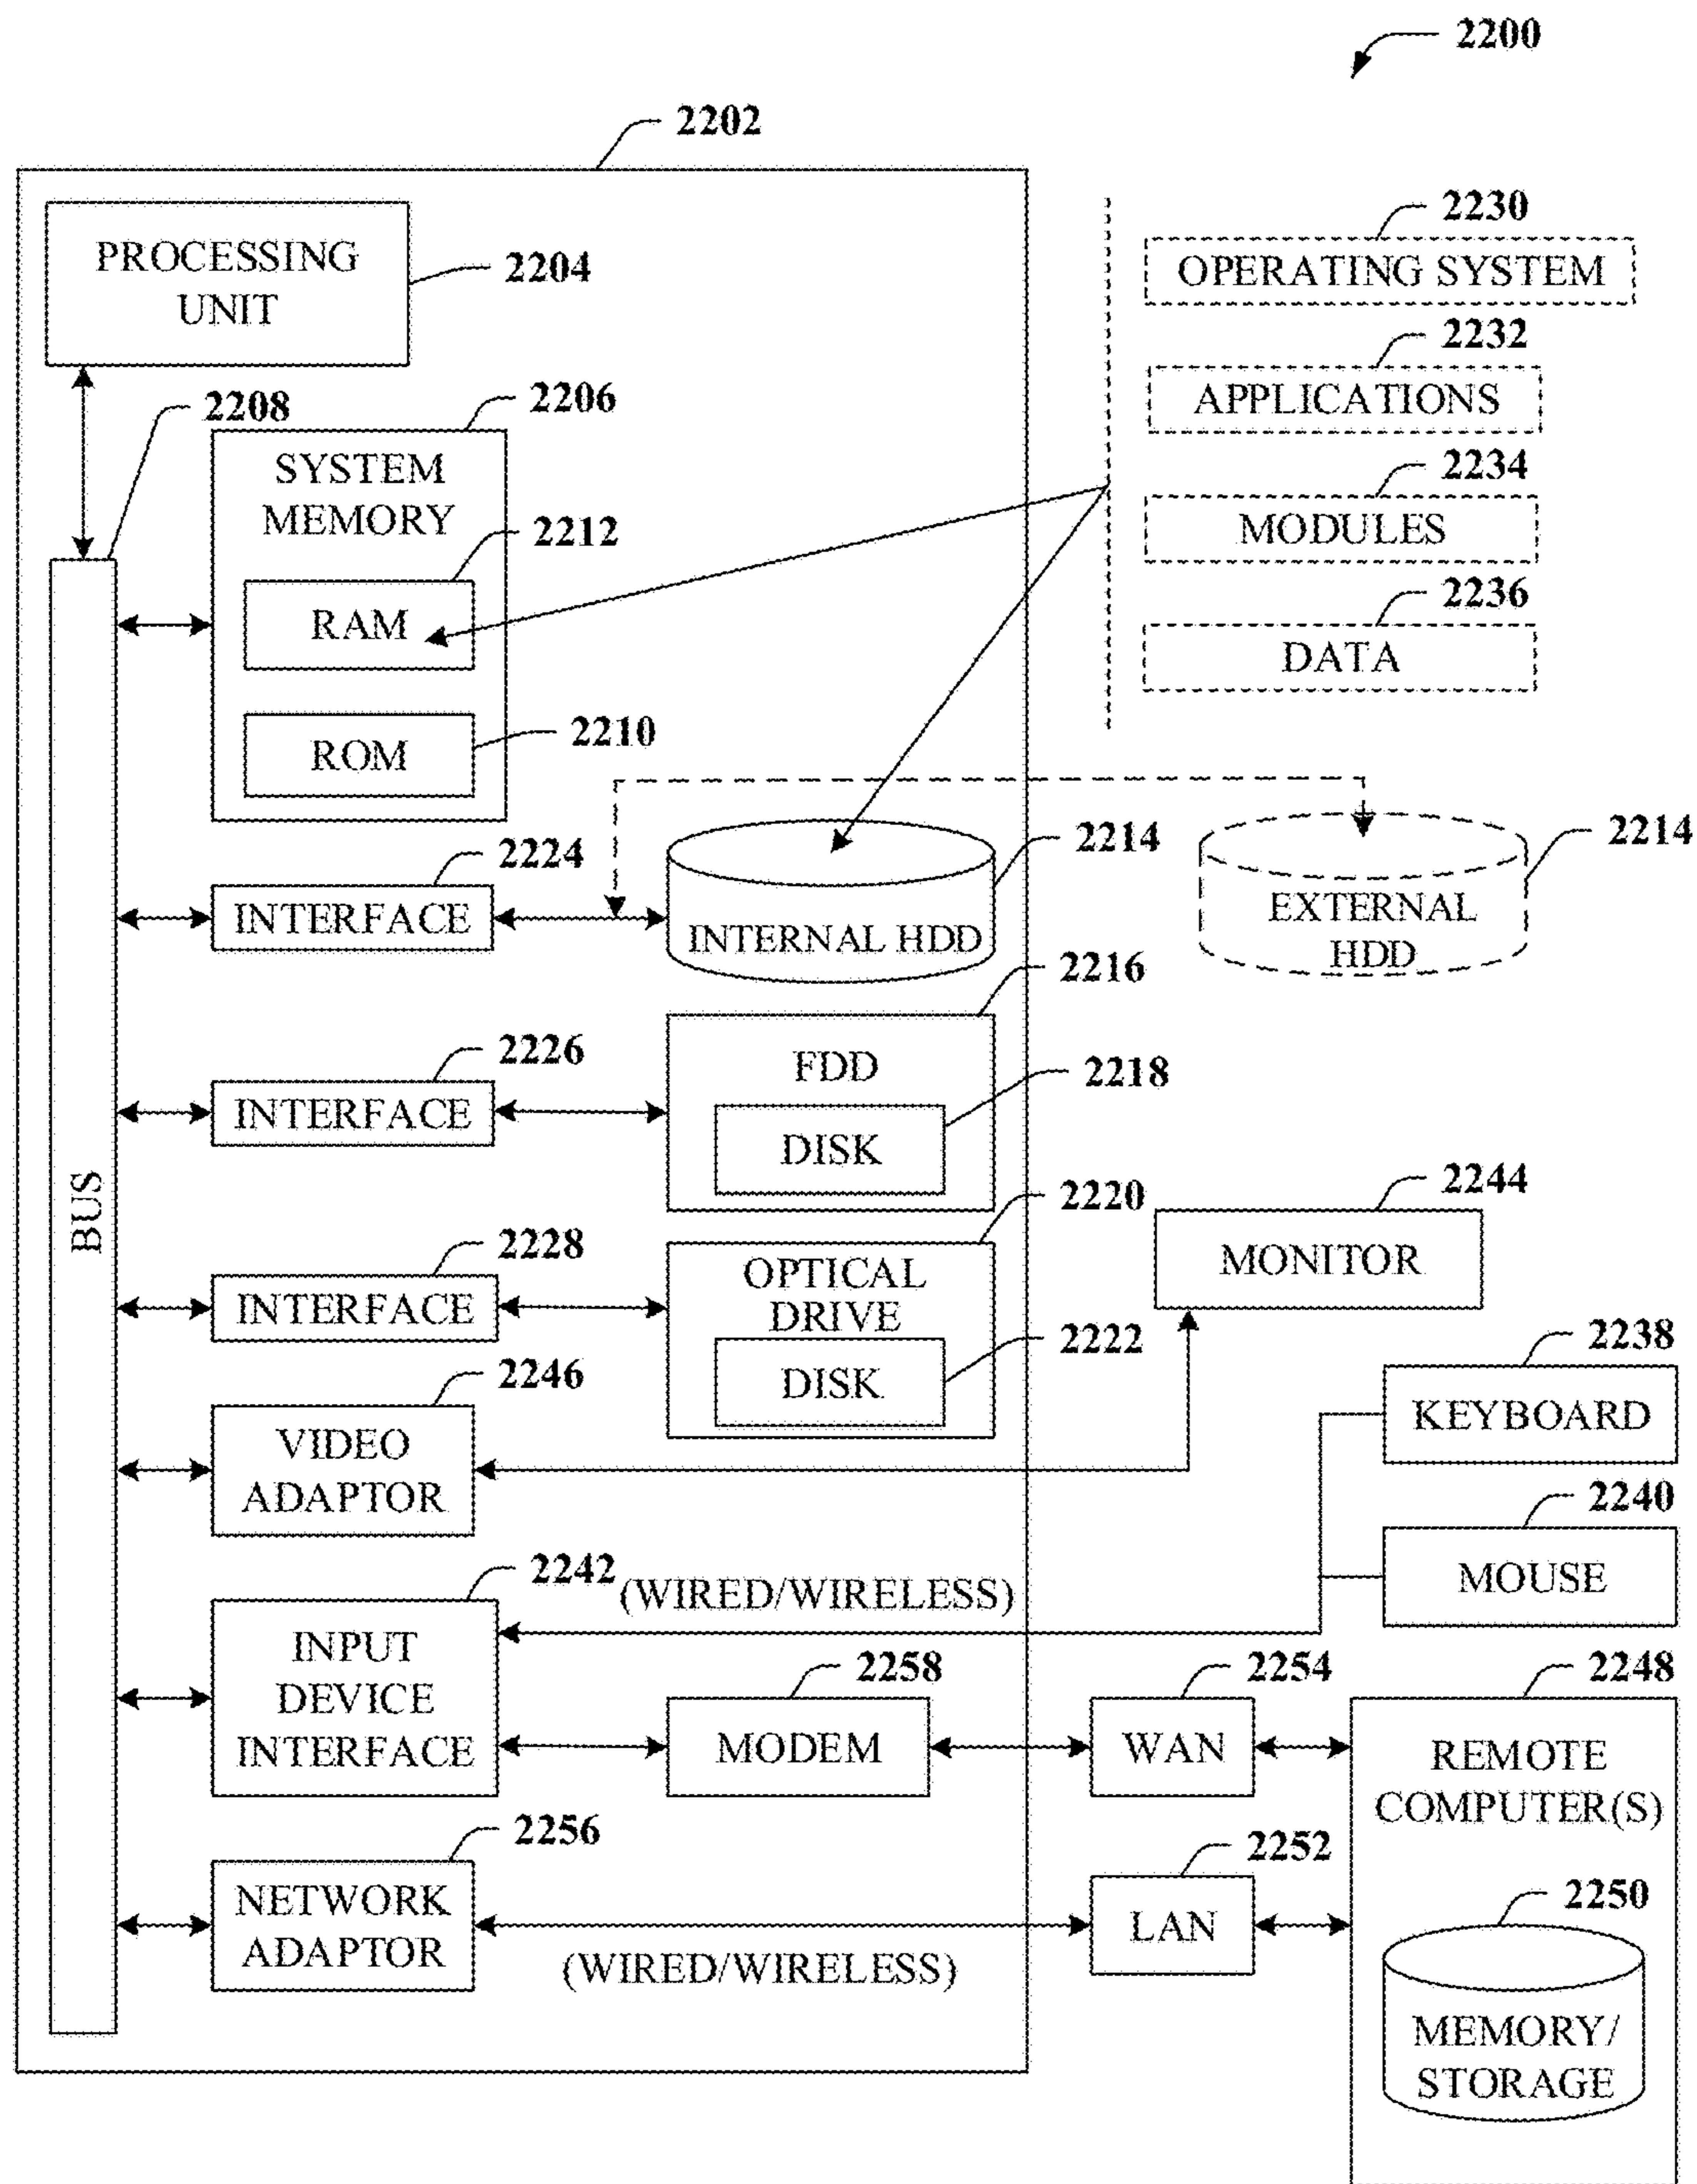 2200
2202
PROCESSING
UNIT
2204
2208
2206
SYSTEM
MEMORY
2212
RAM
2210
ROM
2230
OPERATING SYSTEM
2232
APPLICATIONS
2234
MODULES
2236
DATA
BUS
2224
INTERFACE
2214
INTERNAL HDD
2214
EXTERNAL
HDD
2226
INTERFACE
2216
FDD
2218
DISK
2228
INTERFACE
2220
OPTICAL
DRIVE
2222
DISK
2244
MONITOR
2246
VIDEO
ADAPTOR
2238
KEYBOARD
2240
MOUSE
2242
(WIRED/WIRELESS)
INPUT
DEVICE
INTERFACE
2258
MODEM
2254
WAN
2248
REMOTE
COMPUTER(S)
2256
NETWORK
ADAPTOR
(WIRED/WIRELESS)
2252
LAN
2250
MEMORY/
STORAGE